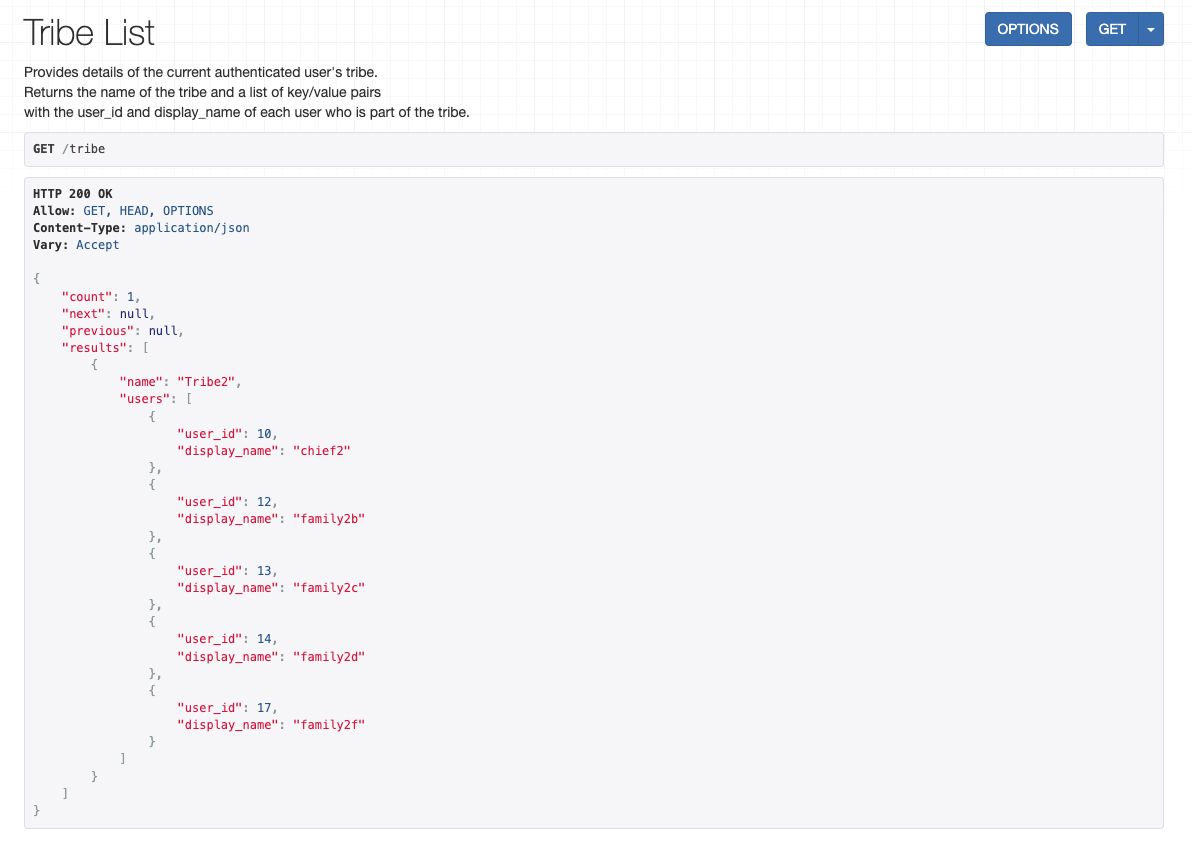 Tribe List
OPTIONS
GET
Provides details of the current authenticated user's tribe.
Returns the name of the tribe and a list of key/value pairs
with the user_id and display_name of each user who is part of the tribe.
GET /tribe
HTTP 200 OK
Allow: GET, HEAD, OPTIONS
Content-Type: application/json
Vary: Accept
{
    "count": 1,
    "next": null,
    "previous": null,
    "results": [
        {
            "name": "Tribe2",
            "users": [
                {
                    "user_id": 10,
                    "display_name": "chief2"
                },
                {
                    "user_id": 12,
                    "display_name": "family2b"
                },
                {
                    "user_id": 13,
                    "display_name": "family2c"
                },
                {
                    "user_id": 14,
                    "display_name": "family2d"
                },
                {
                    "user_id": 17,
                    "display_name": "family2f"
                }
            ]
        }
    ]
}